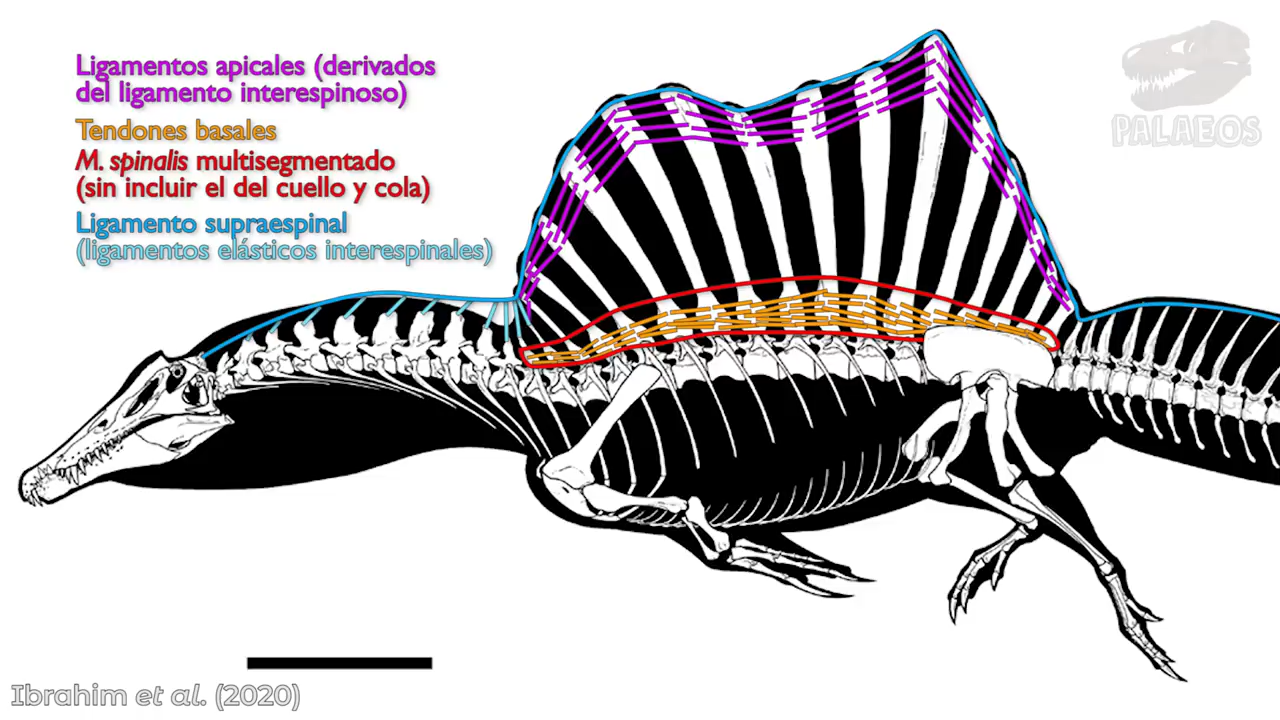 Ligamentos apicales (derivados
del ligamento interespinoso)
Tendones basales
M. spinalis multisegmentado
(sin incluir el del cuello y cola)
Ligamento supraespinal
(ligamentos elásticos interespinales)
PALAEOS
Ibrahim et al. (2020)